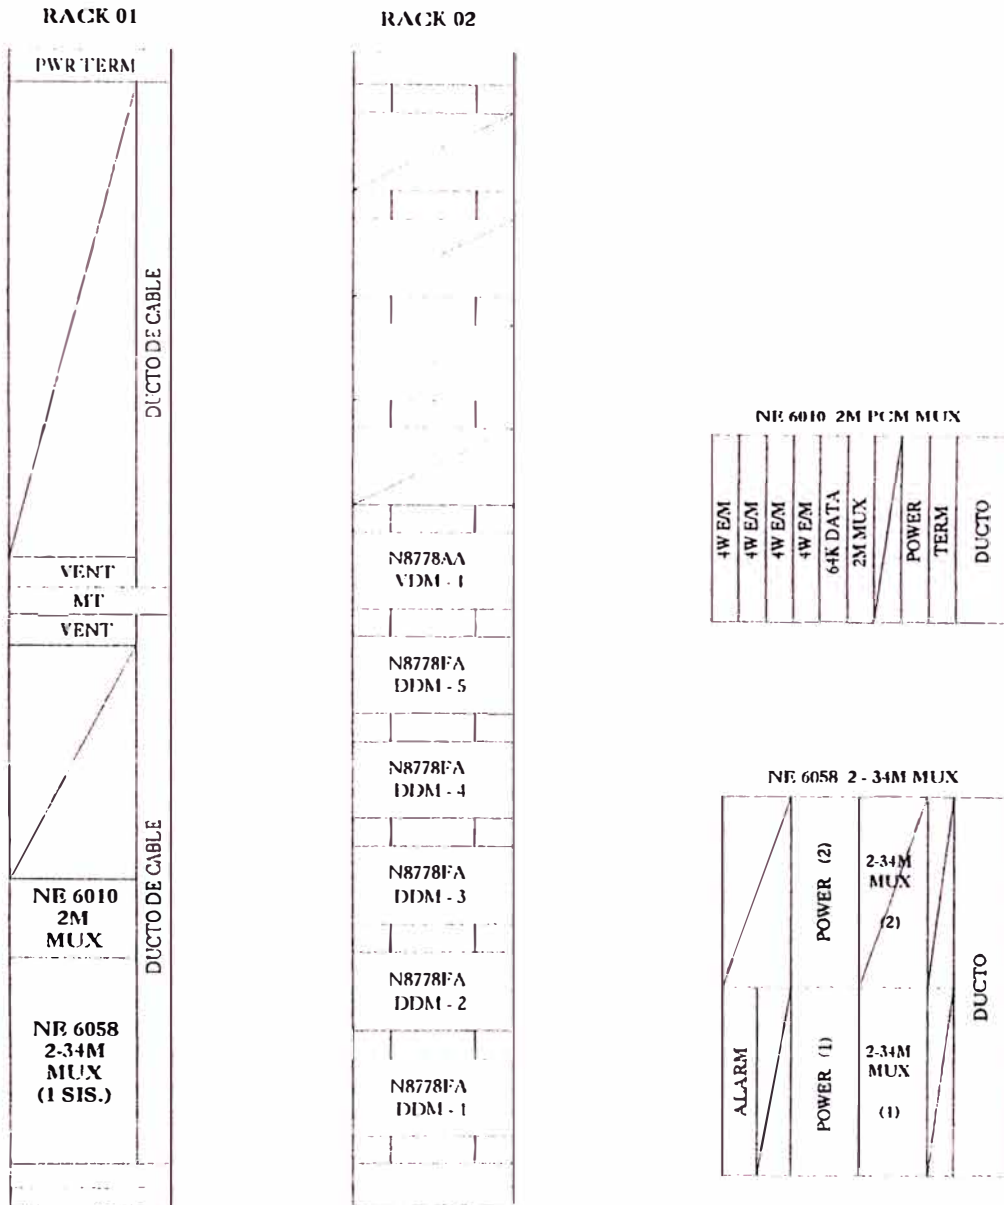 RACK 01
PWR TERM
DUCTO DE CABLE
VENT
MT
VENT
DUCTO DE CABLE
NE 6010
2M
MUX
NE 6058
2-34M
MUX
(1 SIS.)
RACK 02
N8778AA
VDM - 1
N8778FA
DDM - 5
N8778FA
DDM - 4
N8778FA
DDM - 3
N8778FA
DDM - 2
N8778FA
DDM - 1
NE 6010 2M PCM MUX
4W E/M
4W E/M
4W E/M
4W E/M
64K DATA
2M MUX
POWER
TERM
DUCTO
NE 6058 2 - 34M MUX
POWER (2)
2-34M
MUX
(2)
ALARM
POWER (1)
2-34M
MUX
(1)
DUCTO